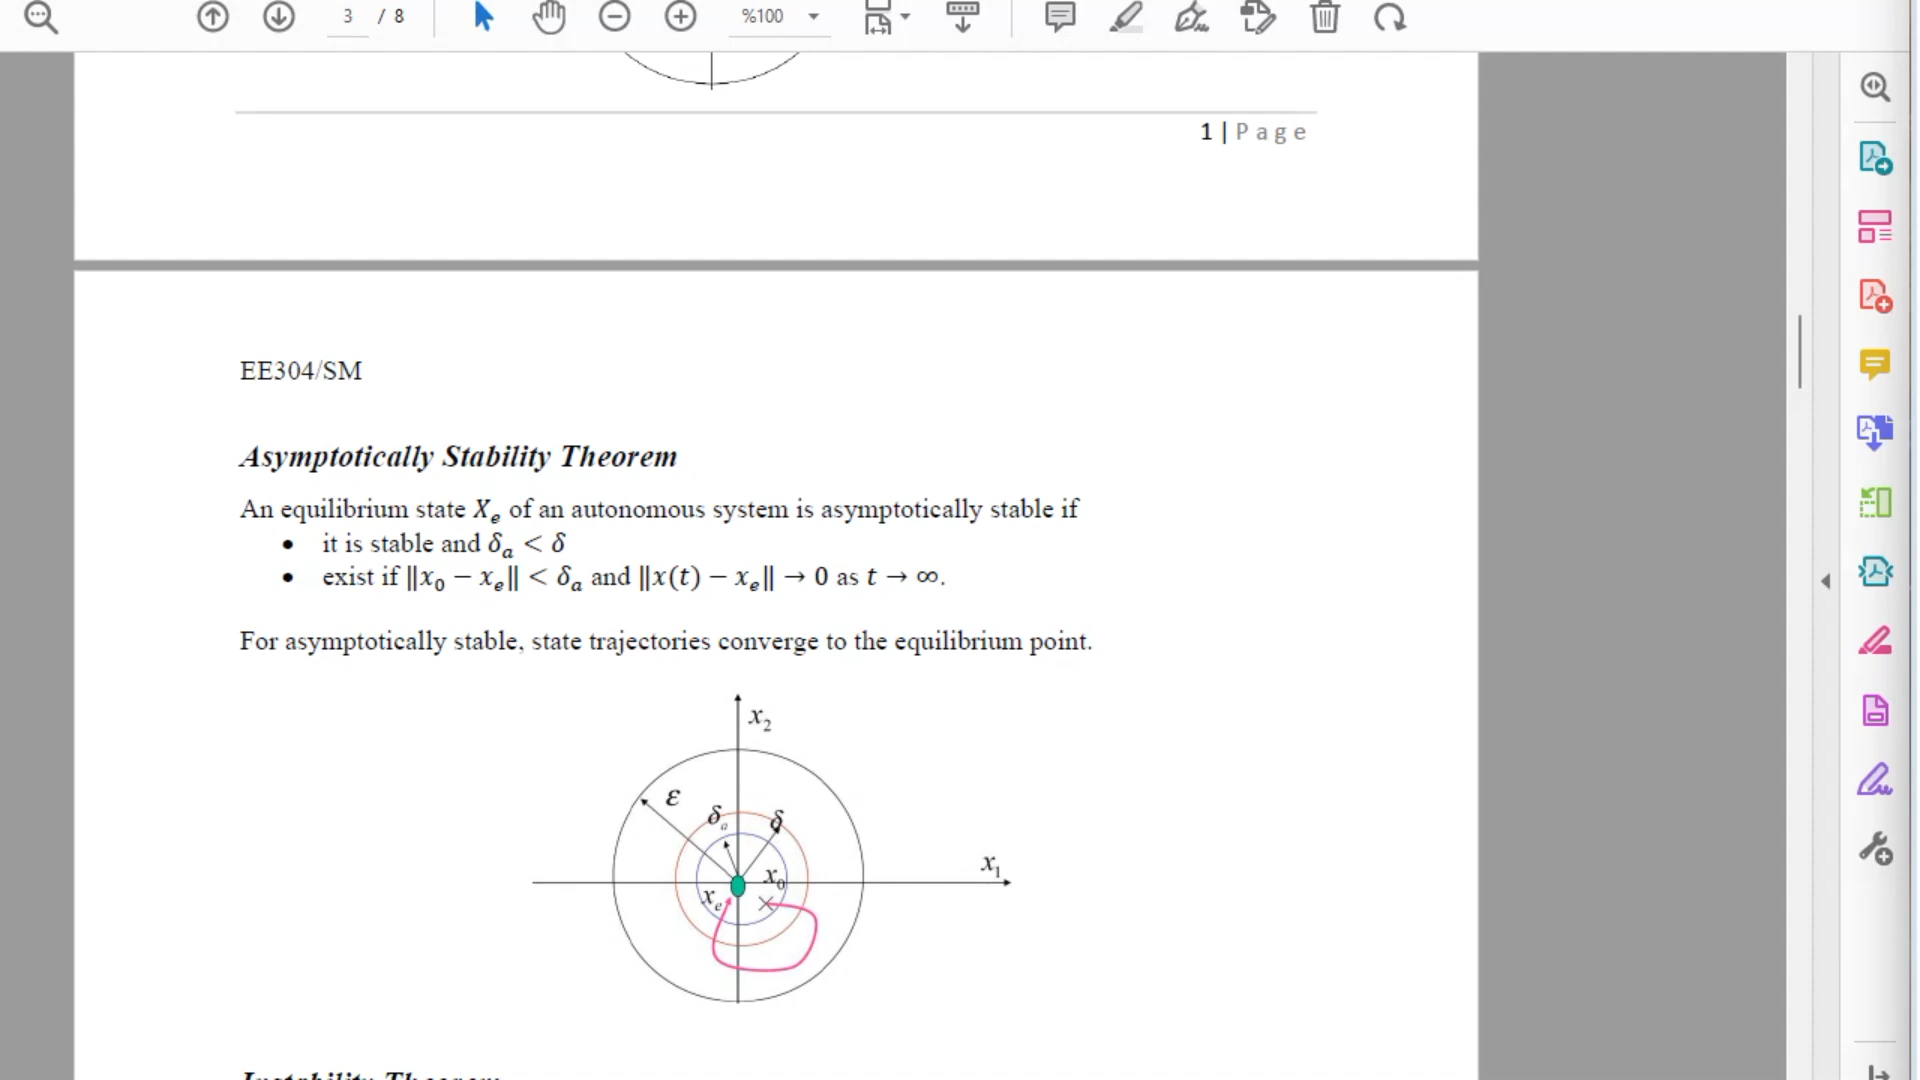 3 / 8 %100
1 | P a g e
EE304/SM
Asymptotically Stability Theorem
An equilibrium state Xₑ of an autonomous system is asymptotically stable if
• it is stable and δₐ < δ
• exist if ‖x₀ − xₑ‖ < δₐ and ‖x(t) − xₑ‖ → 0 as t → ∞.
For asymptotically stable, state trajectories converge to the equilibrium point.
x₂
ε
δₐ δ
x₁
x₀
xₑ
Instability Theorem